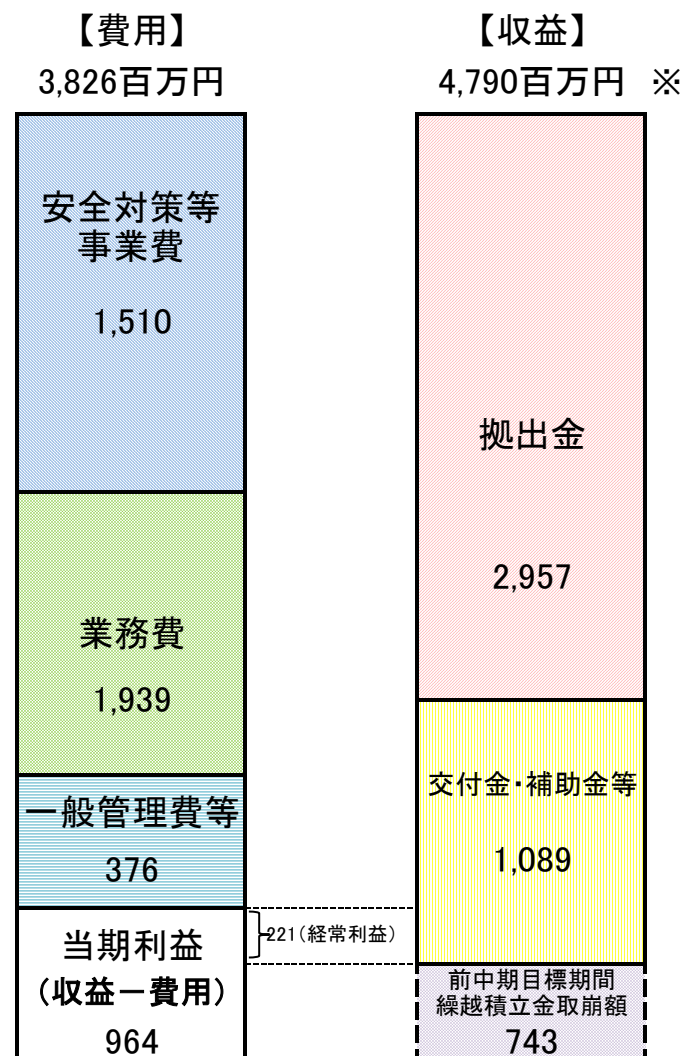 【費用】
3,826百万円
安全対策等
事業費
1,510
業務費
1,939
一般管理費等
376
当期利益
(収益－費用)
964
221(経常利益)
【収益】
4,790百万円 ※
拠出金
2,957
交付金・補助金等
1,089
前中期目標期間
繰越積立金取崩額
743